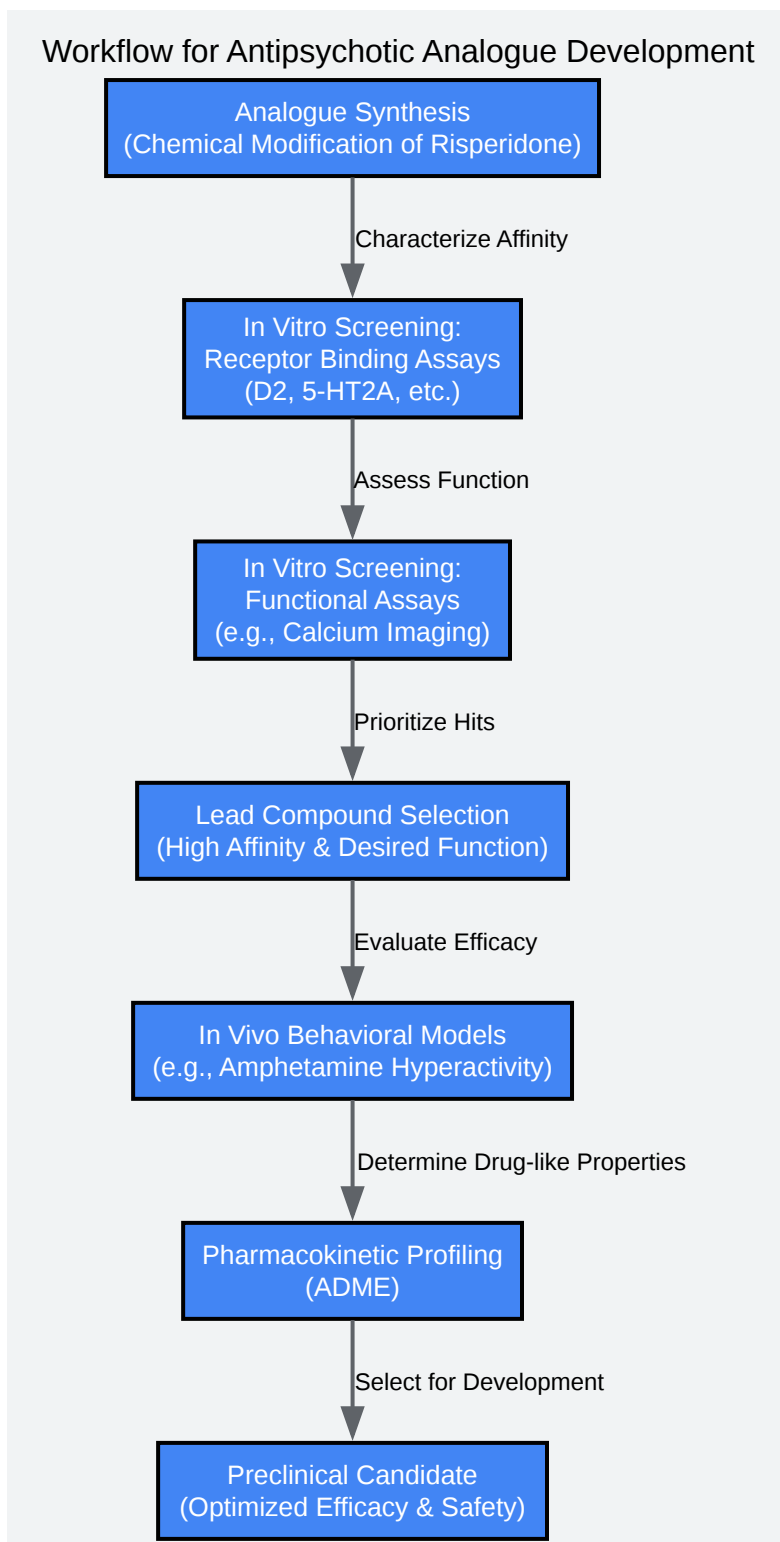 Workflow for Antipsychotic Analogue Development
Analogue Synthesis
(Chemical Modification of Risperidone)
Characterize Affinity
In Vitro Screening:
Receptor Binding Assays
(D2, 5-HT2A, etc.)
Assess Function
In Vitro Screening:
Functional Assays
(e.g., Calcium Imaging)
Prioritize Hits
Lead Compound Selection
(High Affinity & Desired Function)
Evaluate Efficacy
In Vivo Behavioral Models
(e.g., Amphetamine Hyperactivity)
Determine Drug-like Properties
Pharmacokinetic Profiling
(ADME)
Select for Development
Preclinical Candidate
(Optimized Efficacy & Safety)